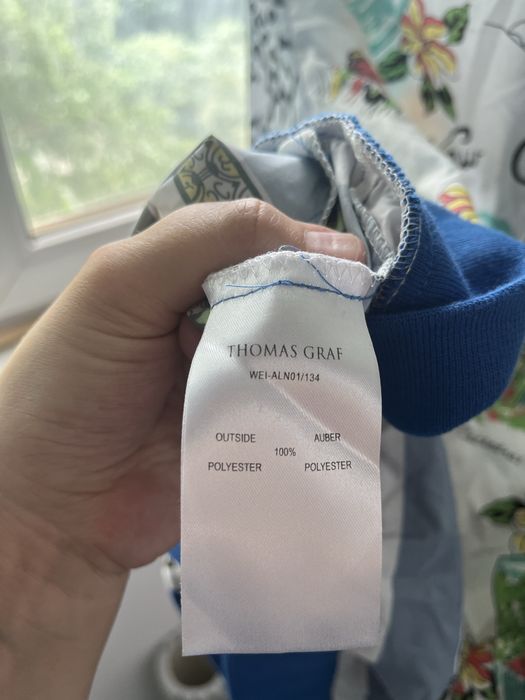 THOMAS GRAF
WEI-ALN01/134
OUTSIDE 100% AUBER
POLYESTER POLYESTER